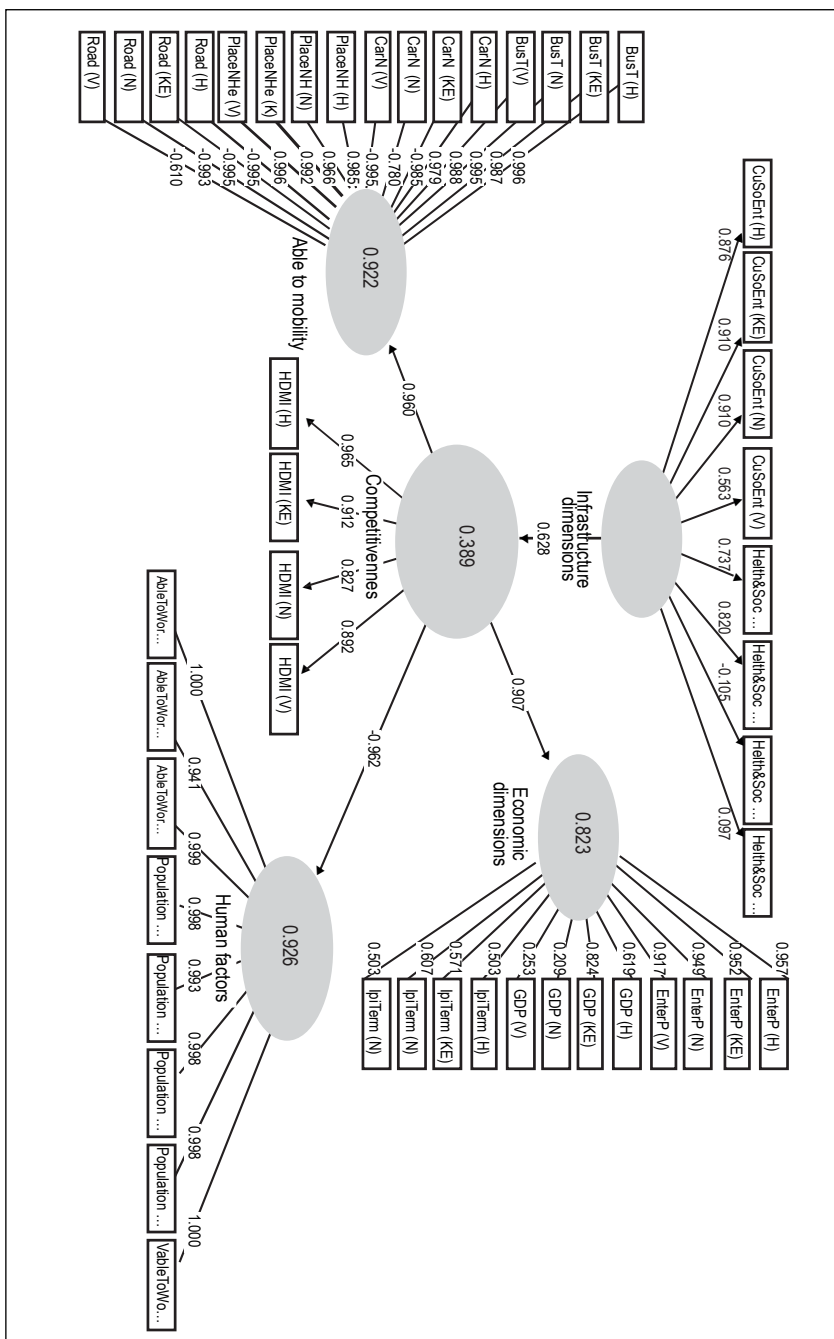 BusT (H)
BusT (KE)
BusT (N)
BusT(V)
CarN (H)
CarN (KE)
CarN (N)
CarN (V)
PlaceNH (H)
PlaceNH (N)
PlaceNHe (K)
PlaceNHe (V)
Road (H)
Road (KE)
Road (N)
Road (V)
0.996
0.987
0.995
0.988
0.979
-0.985
-0.780
-0.995
0.985
0.966
0.992
0.996
-0.995
-0.995
-0.993
-0.610
0.922
Able to mobility
0.960
CuSoEnt (H)
CuSoEnt (KE)
CuSoEnt (N)
CuSoEnt (V)
Helth&Soc ...
Helth&Soc ...
Helth&Soc ...
Helth&Soc ...
0.876
0.910
0.910
0.563
0.737
0.820
-0.105
0.097
Infrastructure
dimensions
0.628
0.389
Competitivennes
HDMI (H)
HDMI (KE)
HDMI (N)
HDMI (V)
0.965
0.912
0.827
0.892
0.907
-0.962
0.823
Economic
dimensions
EnterP (H)
EnterP (KE)
EnterP (N)
EnterP (V)
GDP (H)
GDP (KE)
GDP (N)
GDP (V)
IpiTerm (H)
IpiTerm (KE)
IpiTerm (N)
IpiTerm (N)
0.957
0.952
0.949
0.917
0.619
0.824
0.209
0.253
0.503
0.571
0.607
0.503
0.926
Human factors
AbleToWor...
AbleToWor...
AbleToWor...
Population ...
Population ...
Population ...
Population ...
VableToWo...
1.000
0.941
0.999
0.998
0.993
0.998
0.998
1.000